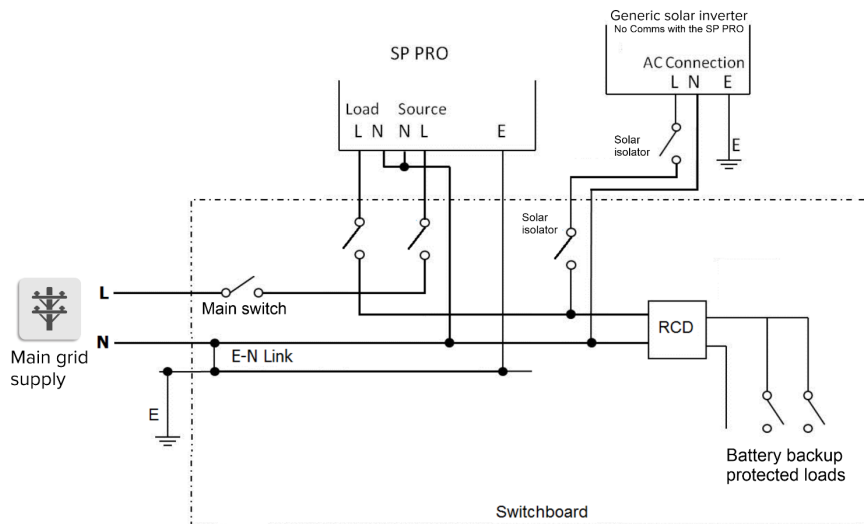 Generic solar inverter
No Comms with the SP PRO
AC Connection
L N E
SP PRO
Load Source
L N N L E
Solar
isolator
E
Solar
isolator
L
Main switch
N
E-N Link
RCD
Main grid
supply
E
Battery backup
protected loads
Switchboard